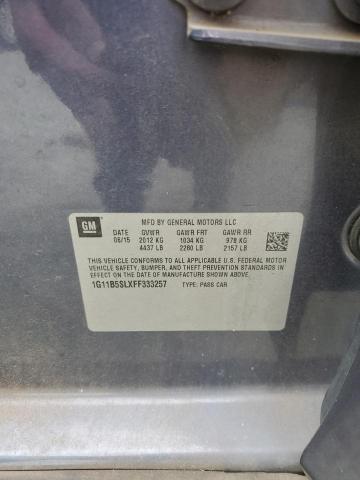 GM
MFD BY GENERAL MOTORS LLC
DATE GVWR GAWR FRT GAWR RR
06/15 2012 KG 1034 KG 978 KG
4437 LB 2280 LB 2157 LB
THIS VEHICLE CONFORMS TO ALL APPLICABLE U.S. FEDERAL MOTOR
VEHICLE SAFETY, BUMPER, AND THEFT PREVENTION STANDARDS IN
EFFECT ON THE DATE OF MANUFACTURE SHOWN ABOVE.
1G11B5SLXFF333257 TYPE: PASS CAR